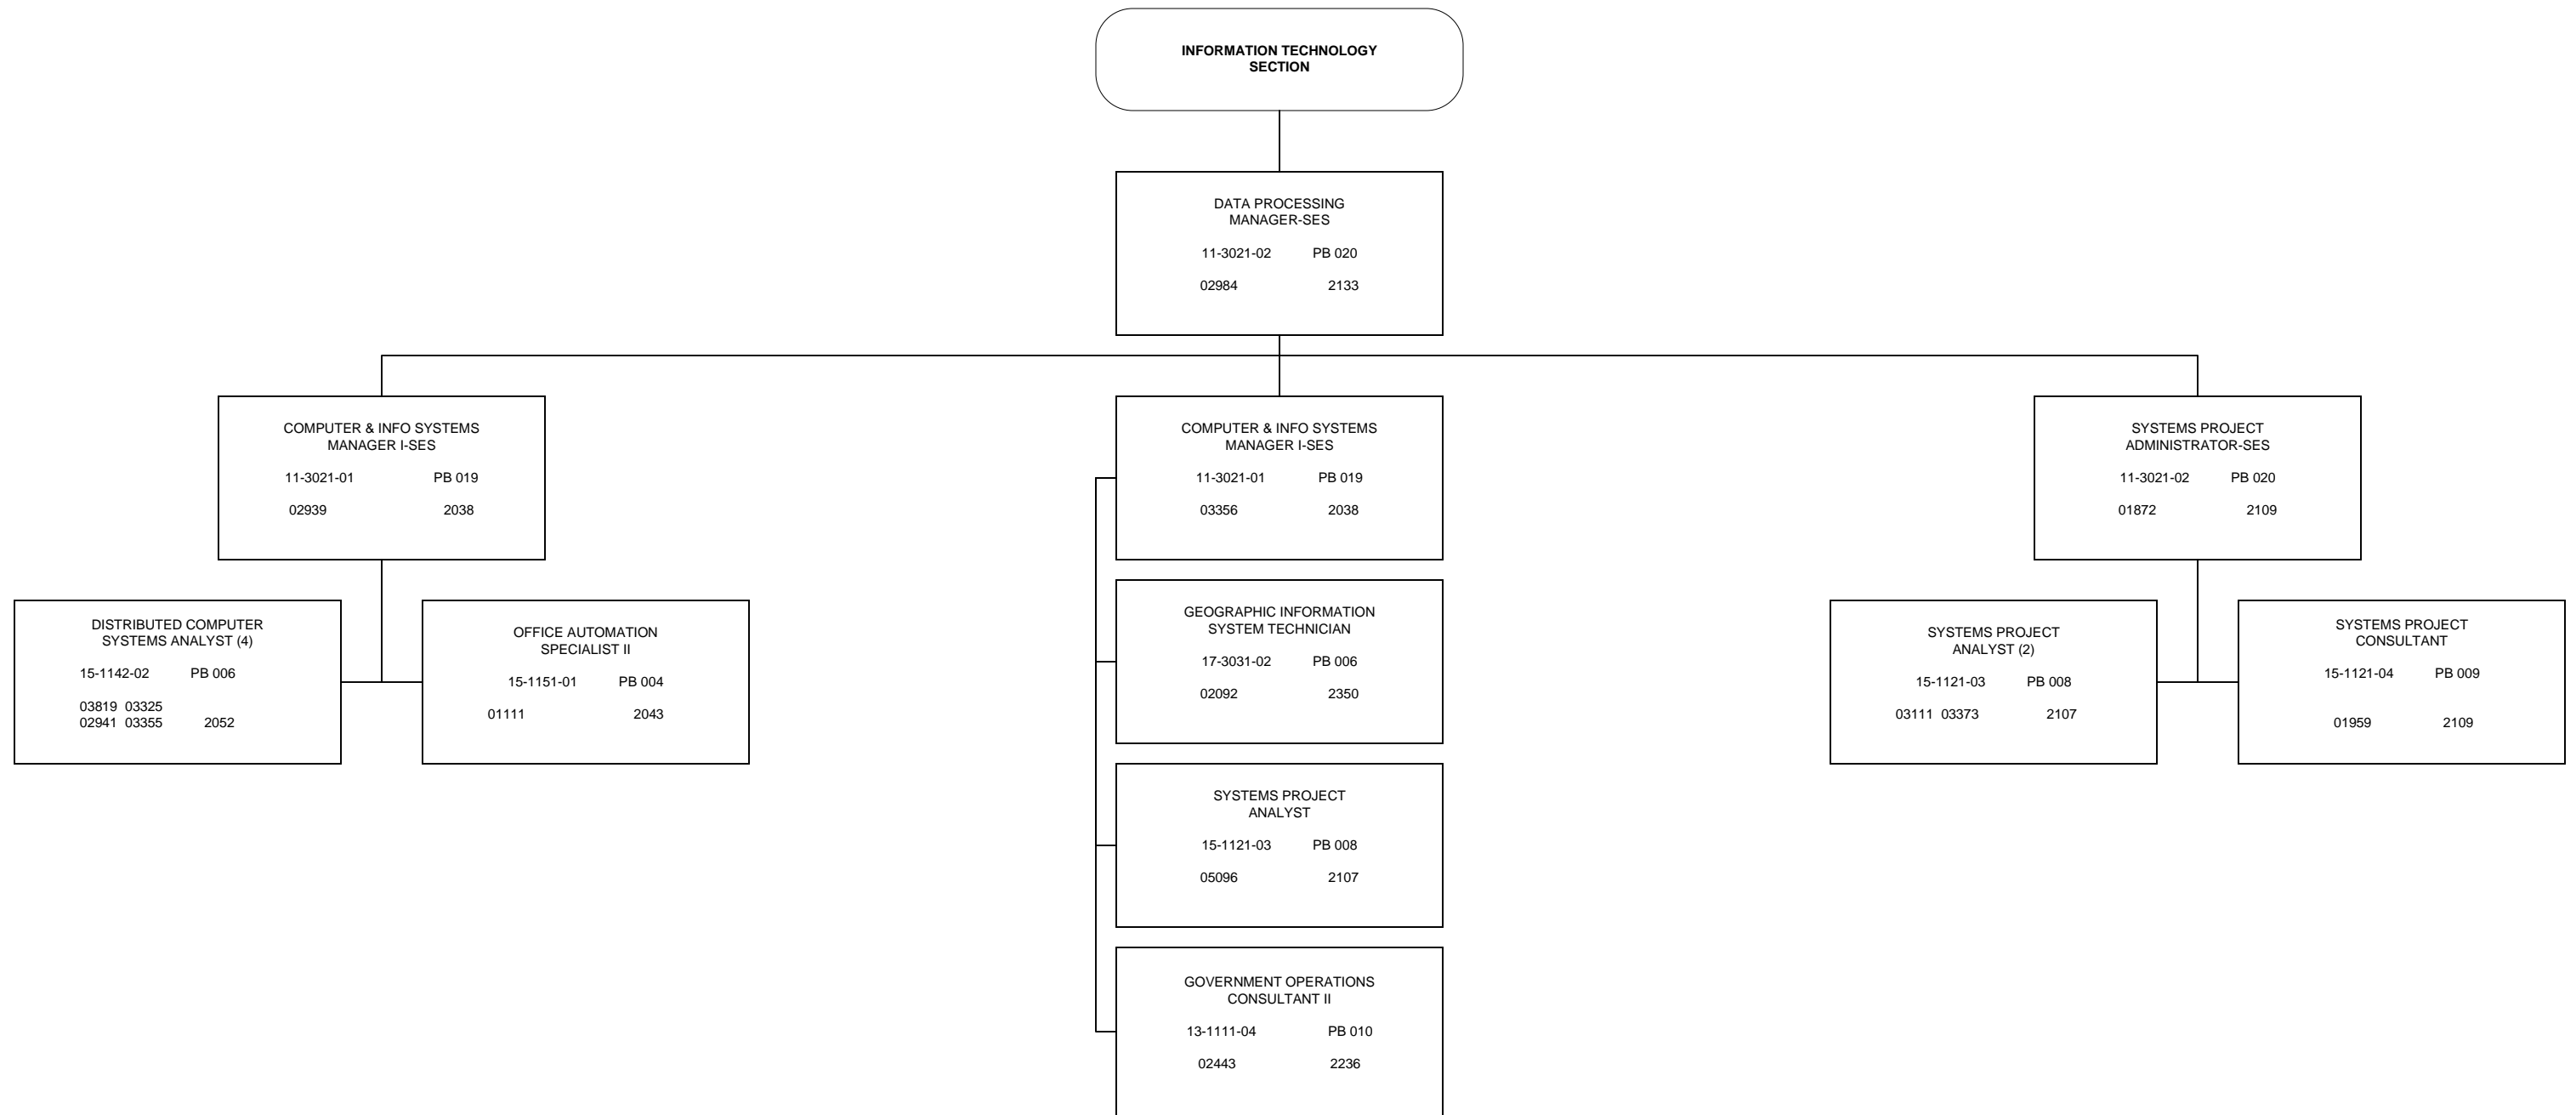 INFORMATION TECHNOLOGY
SECTION
DATA PROCESSING
MANAGER-SES
11-3021-02 PB 020
02984 2133
COMPUTER & INFO SYSTEMS
MANAGER I-SES
11-3021-01 PB 019
02939 2038
COMPUTER & INFO SYSTEMS
MANAGER I-SES
11-3021-01 PB 019
03356 2038
SYSTEMS PROJECT
ADMINISTRATOR-SES
11-3021-02 PB 020
01872 2109
DISTRIBUTED COMPUTER
SYSTEMS ANALYST (4)
15-1142-02 PB 006
03819 03325
02941 03355 2052
OFFICE AUTOMATION
SPECIALIST II
15-1151-01 PB 004
01111 2043
GEOGRAPHIC INFORMATION
SYSTEM TECHNICIAN
17-3031-02 PB 006
02092 2350
SYSTEMS PROJECT
ANALYST
15-1121-03 PB 008
05096 2107
GOVERNMENT OPERATIONS
CONSULTANT II
13-1111-04 PB 010
02443 2236
SYSTEMS PROJECT
ANALYST (2)
15-1121-03 PB 008
03111 03373 2107
SYSTEMS PROJECT
CONSULTANT
15-1121-04 PB 009
01959 2109